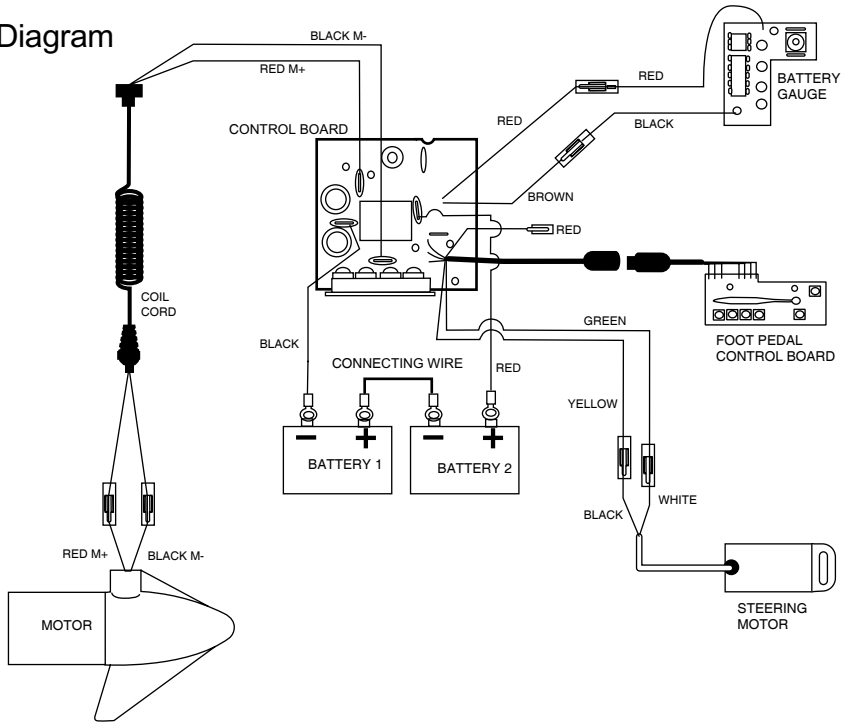 Diagram
BLACK M-
RED M+
CONTROL BOARD
RED
RED
BATTERY
GAUGE
BLACK
BROWN
RED
COIL
CORD
GREEN
FOOT PEDAL
CONTROL BOARD
BLACK
CONNECTING WIRE
RED
YELLOW
BATTERY 1
BATTERY 2
BLACK
WHITE
RED M+
BLACK M-
MOTOR
STEERING
MOTOR